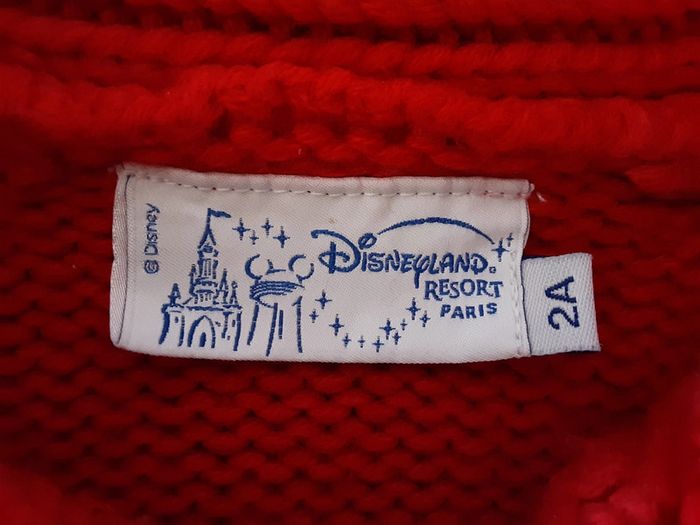 © Disney
DISNEYLAND®
RESORT
PARIS
2A